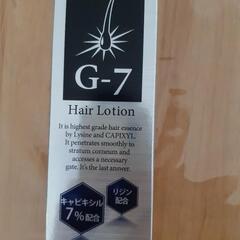 G-7
Hair Lotion
It is highest grade hair essence
by Lysine and CAPIXYL.
It penetrates smoothly to
stratum corneum and
accesses a necessary
gate. It's the last answer.
キャピキシル
7%配合
リジン
配合